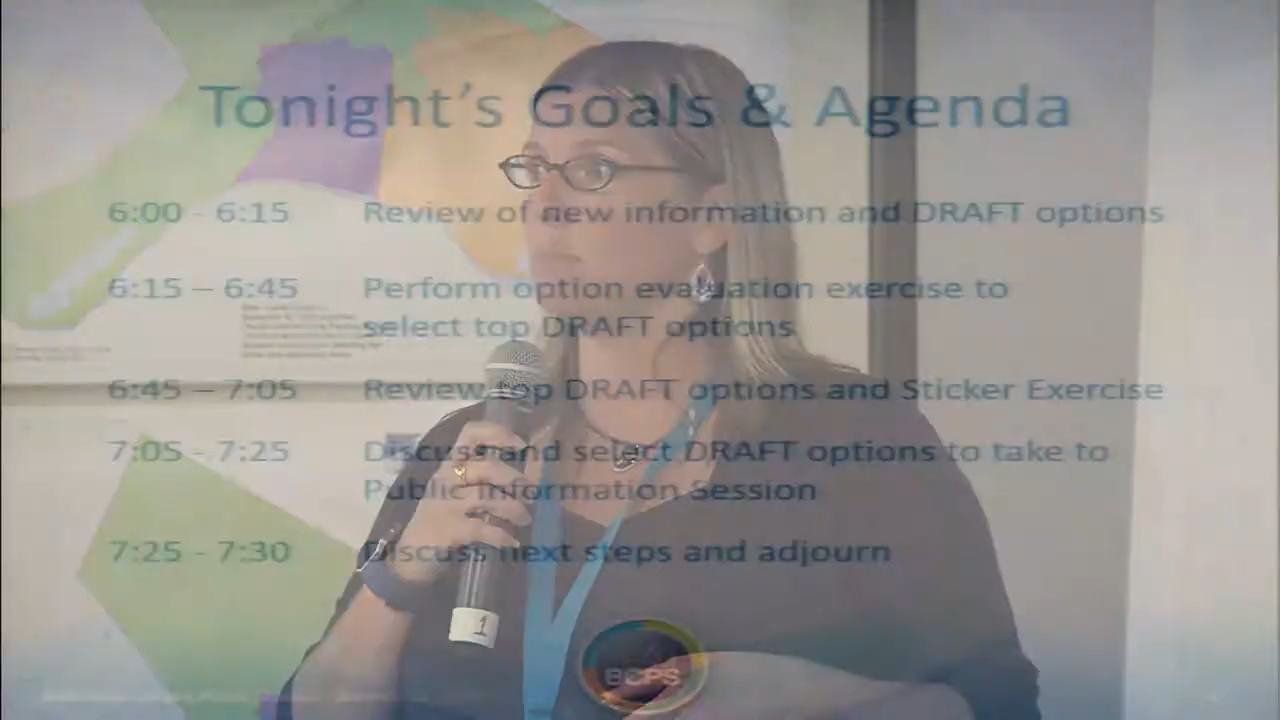 Tonight's Goals & Agenda
6:00 - 6:15 Review of new information and DRAFT options
6:15 – 6:45 Perform option evaluation exercise to
select top DRAFT options
6:45 – 7:05 Review top DRAFT options and Sticker Exercise
7:05 - 7:25 Discuss and select DRAFT options to take to
Public Information Session
7:25 - 7:30 Discuss next steps and adjourn
1
BCPS